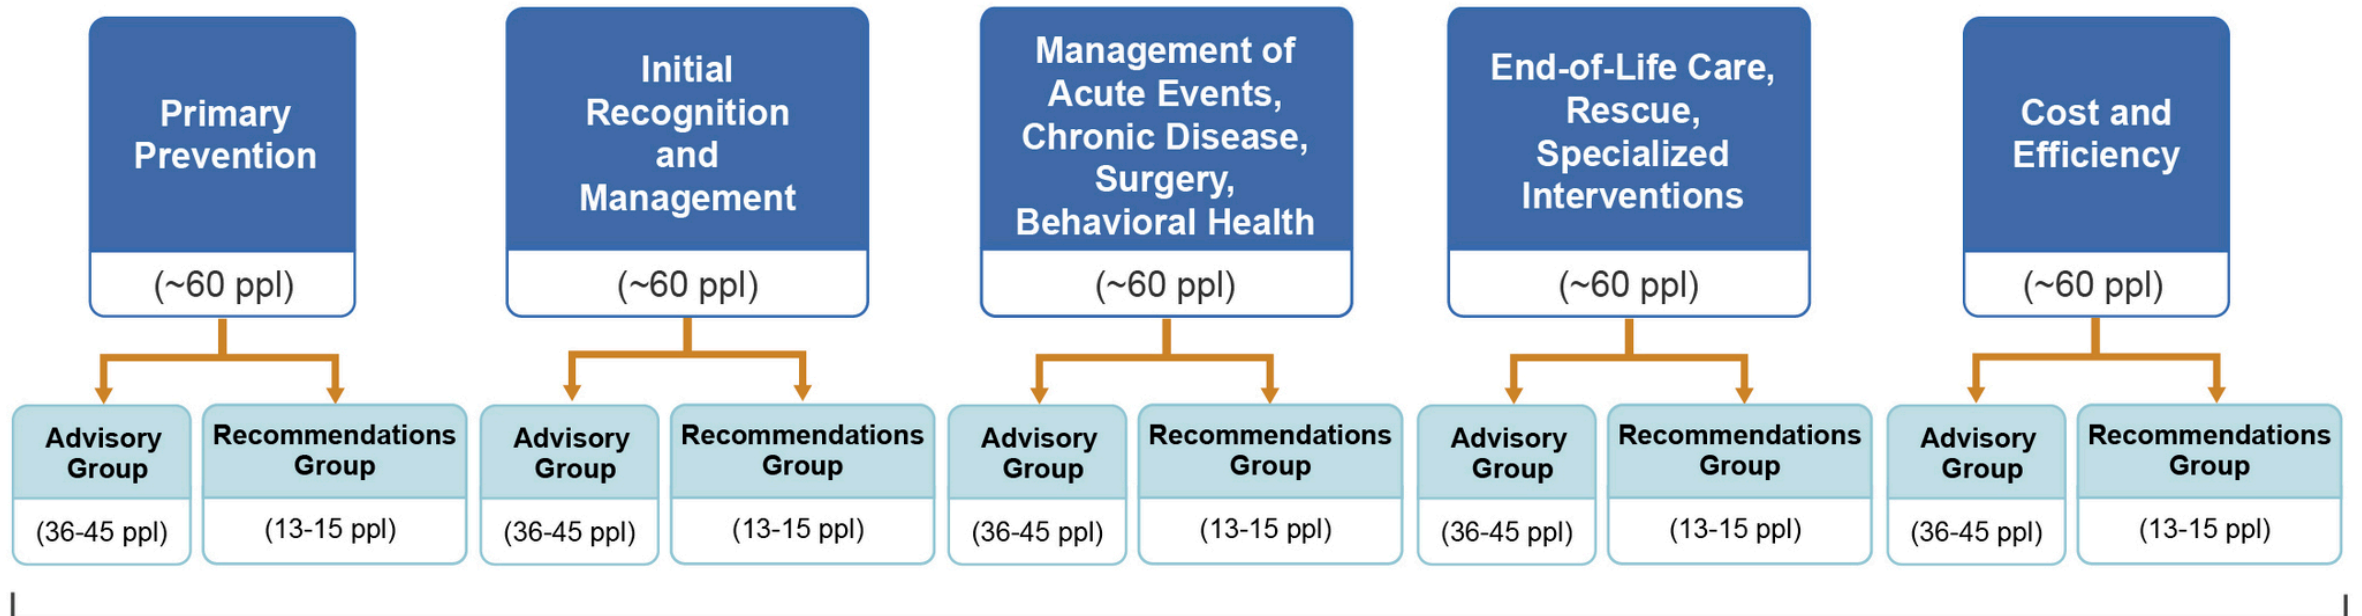 Primary
Prevention
(~60 ppl)
Initial
Recognition
and
Management
(~60 ppl)
Management of
Acute Events,
Chronic Disease,
Surgery,
Behavioral Health
(~60 ppl)
End-of-Life Care,
Rescue,
Specialized
Interventions
(~60 ppl)
Cost and
Efficiency
(~60 ppl)
Advisory
Group
(36-45 ppl)
Recommendations
Group
(13-15 ppl)
Advisory
Group
(36-45 ppl)
Recommendations
Group
(13-15 ppl)
Advisory
Group
(36-45 ppl)
Recommendations
Group
(13-15 ppl)
Advisory
Group
(36-45 ppl)
Recommendations
Group
(13-15 ppl)
Advisory
Group
(36-45 ppl)
Recommendations
Group
(13-15 ppl)